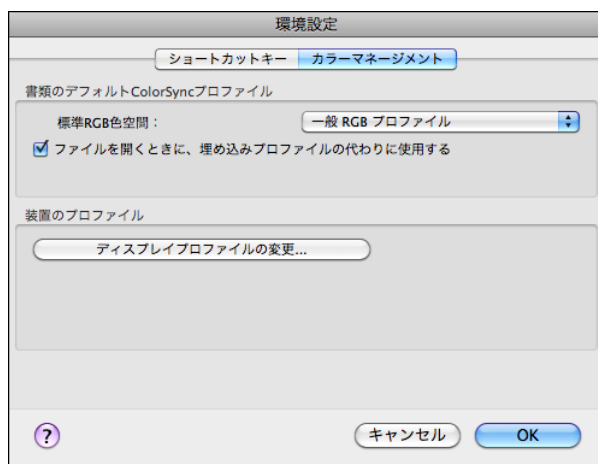 環境設定
ショートカットキー カラーマネージメント
書類のデフォルトColorSyncプロファイル
標準RGB色空間： 一般 RGB プロファイル
ファイルを開くときに、埋め込みプロファイルの代わりに使用する
装置のプロファイル
ディスプレイプロファイルの変更...
? キャンセル OK